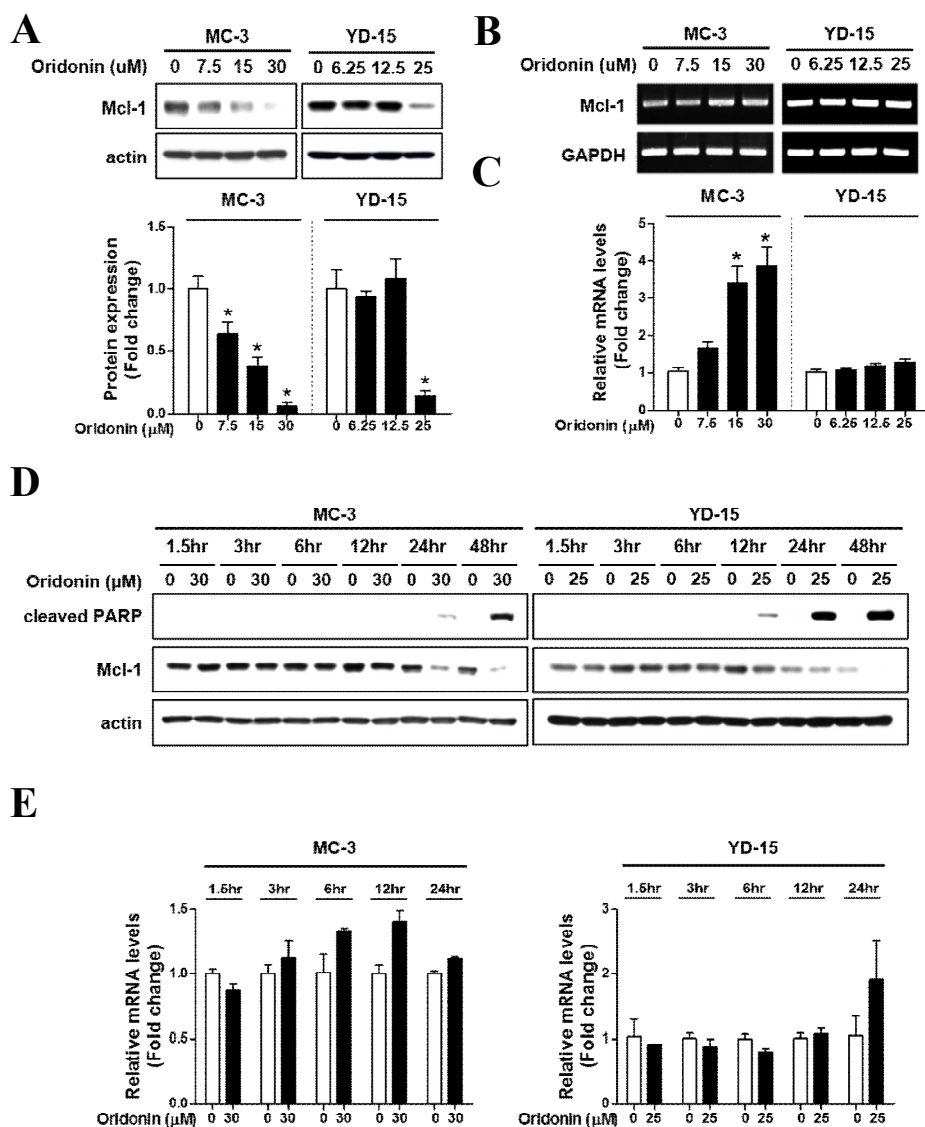 A
MC-3 YD-15
Oridonin (uM) 0 7.5 15 30 0 6.25 12.5 25
Mcl-1
actin
MC-3 YD-15
Protein expression
(Fold change)
1.5
1.0
0.5
0.0
* * * *
0 7.5 15 30 0 6.25 12.5 25
Oridonin (μM)
B
MC-3 YD-15
Oridonin (uM) 0 7.5 15 30 0 6.25 12.5 25
Mcl-1
GAPDH
C
MC-3 YD-15
Relative mRNA levels
(Fold change)
5
4
3
2
1
0
* *
0 7.5 15 30 0 6.25 12.5 25
Oridonin (μM)
D
MC-3 YD-15
1.5hr 3hr 6hr 12hr 24hr 48hr 1.5hr 3hr 6hr 12hr 24hr 48hr
Oridonin (μM) 0 30 0 30 0 30 0 30 0 30 0 30 0 25 0 25 0 25 0 25 0 25 0 25
cleaved PARP
Mcl-1
actin
E
MC-3
1.5hr 3hr 6hr 12hr 24hr
Relative mRNA levels
(Fold change)
1.5
1.0
0.5
0.0
Oridonin (μM) 0 30 0 30 0 30 0 30 0 30
YD-15
1.5hr 3hr 6hr 12hr 24hr
Relative mRNA levels
(Fold change)
3
2
1
0
Oridonin (μM) 0 25 0 25 0 25 0 25 0 25